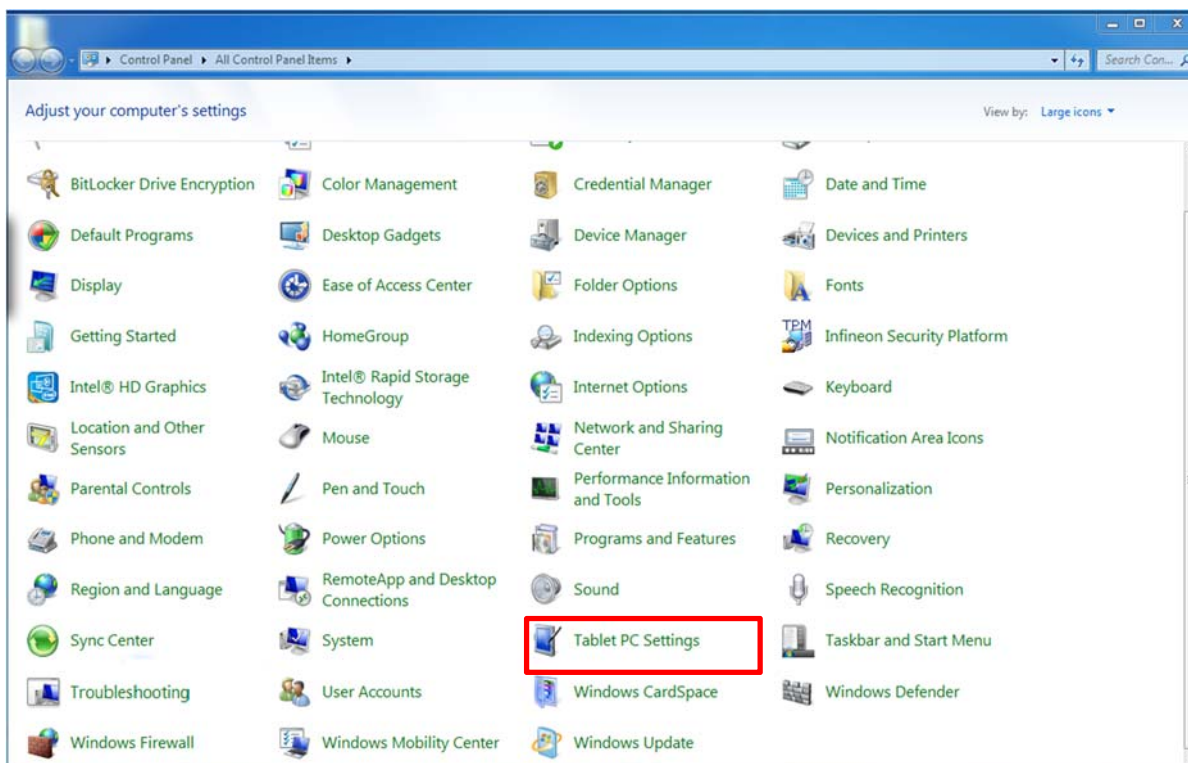 Control Panel ▸ All Control Panel Items ▸
Search Con...
Adjust your computer's settings
View by: Large icons
BitLocker Drive Encryption
Color Management
Credential Manager
Date and Time
Default Programs
Desktop Gadgets
Device Manager
Devices and Printers
Display
Ease of Access Center
Folder Options
Fonts
Getting Started
HomeGroup
Indexing Options
TPM
Infineon Security Platform
Intel® HD Graphics
Intel® Rapid Storage
Technology
Internet Options
Keyboard
Location and Other
Sensors
Mouse
Network and Sharing
Center
Notification Area Icons
Parental Controls
Pen and Touch
Performance Information
and Tools
Personalization
Phone and Modem
Power Options
Programs and Features
Recovery
Region and Language
RemoteApp and Desktop
Connections
Sound
Speech Recognition
Sync Center
System
Tablet PC Settings
Taskbar and Start Menu
Troubleshooting
User Accounts
Windows CardSpace
Windows Defender
Windows Firewall
Windows Mobility Center
Windows Update